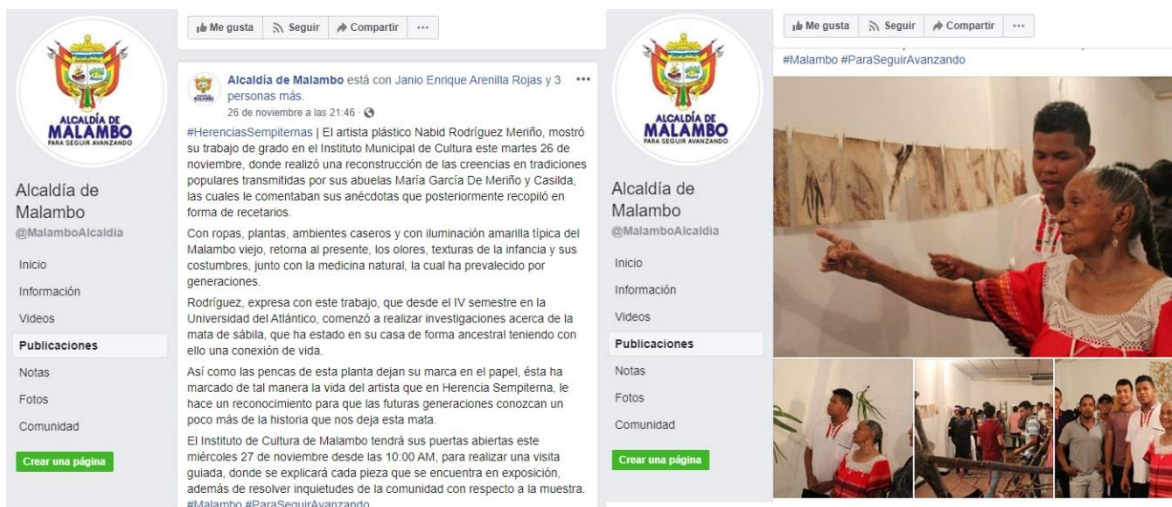 Me gusta Seguir Compartir ...
ALCALDÍA DE
MALAMBO
PARA SEGUIR AVANZANDO
Alcaldía de
Malambo
@MalamboAlcaldia
Inicio
Información
Videos
Publicaciones
Notas
Fotos
Comunidad
Crear una página
Alcaldía de Malambo está con Janio Enrique Arenilla Rojas y 3
personas más.
26 de noviembre a las 21:46 ·
#HerenciasSempiternas | El artista plástico Nabid Rodríguez Meriño, mostró
su trabajo de grado en el Instituto Municipal de Cultura este martes 26 de
noviembre, donde realizó una reconstrucción de las creencias en tradiciones
populares transmitidas por sus abuelas María García De Meriño y Casilda,
las cuales le comentaban sus anécdotas que posteriormente recopiló en
forma de recetarios.
Con ropas, plantas, ambientes caseros y con iluminación amarilla típica del
Malambo viejo, retorna al presente, los olores, texturas de la infancia y sus
costumbres, junto con la medicina natural, la cual ha prevalecido por
generaciones.
Rodríguez, expresa con este trabajo, que desde el IV semestre en la
Universidad del Atlántico, comenzó a realizar investigaciones acerca de la
mata de sábila, que ha estado en su casa de forma ancestral teniendo con
ello una conexión de vida.
Así como las pencas de esta planta dejan su marca en el papel, ésta ha
marcado de tal manera la vida del artista que en Herencia Sempiterna, le
hace un reconocimiento para que las futuras generaciones conozcan un
poco más de la historia que nos deja esta mata.
El Instituto de Cultura de Malambo tendrá sus puertas abiertas este
miércoles 27 de noviembre desde las 10:00 AM, para realizar una visita
guiada, donde se explicará cada pieza que se encuentra en exposición,
además de resolver inquietudes de la comunidad con respecto a la muestra.
#Malambo #ParaSeguirAvanzando
ALCALDÍA DE
MALAMBO
PARA SEGUIR AVANZANDO
Alcaldía de
Malambo
@MalamboAlcaldia
Inicio
Información
Videos
Publicaciones
Notas
Fotos
Comunidad
Crear una página
Me gusta Seguir Compartir ...
#Malambo #ParaSeguirAvanzando